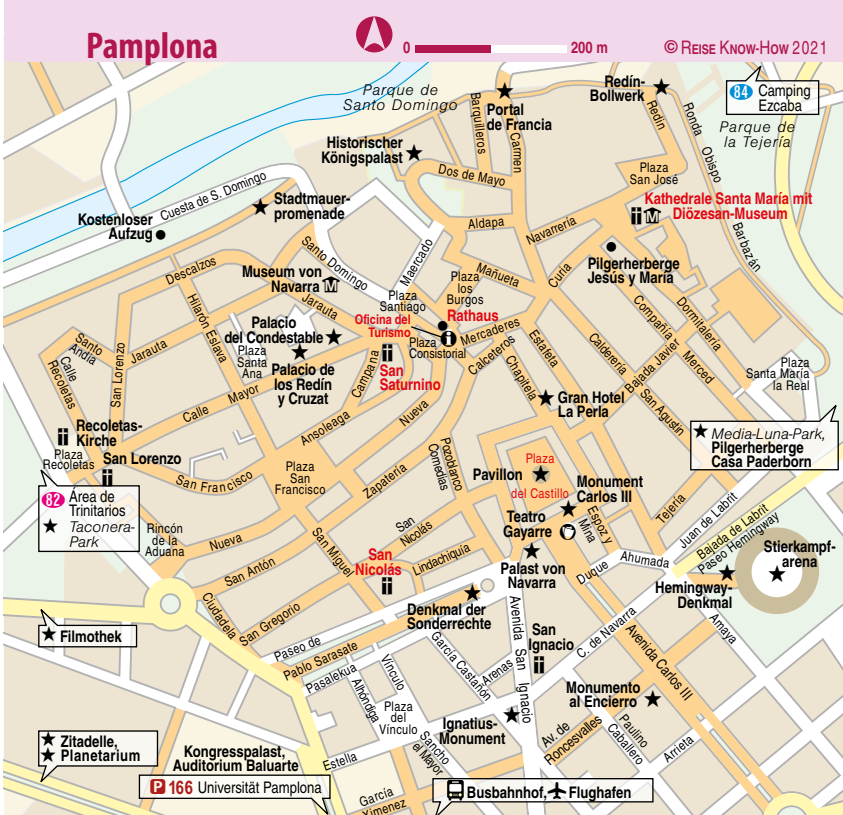 Pamplona
0
200 m
© REISE KNOW-HOW 2021
Parque de
Santo Domingo
Portal
de Francia
Redín-
Bollwerk
84 Camping
Ezcaba
Parque de
la Tejería
Barquilleros
Carmen
Redín
Ronda Obispo Barbazán
Historischer
Königspalast
Dos de Mayo
Plaza
San José
Kathedrale Santa María mit
Diözesan-Museum
Cuesta de S. Domingo
Stadtmauer-
promenade
Kostenloser
Aufzug
Aldapa
Navarrería
Santo Domingo
Maercado
Pilgerherberge
Jesús y María
Descalzos
Museum von
Navarra
Mañueta
Curia
Plaza
los
Burgos
Plaza
Santiago
Jarauta
Hilarón Eslava
Oficina del
Turismo
Rathaus
Dormitalería
Compañía
Palacio
del Condestable
Plaza
Consistorial
Mercaderes
Estafeta
Calderería
Bajada Javier
Merced
Santo
Andia
Jarauta
San Lorenzo
Calle
Recoletas
Plaza
Santa
Ana
Palacio de
los Redín
y Cruzat
Campana
San
Saturnino
Calceteros
Chapitela
Plaza
Santa María
la Real
Calle Mayor
Gran Hotel
La Perla
San Agustin
Ansoleaga
Nueva
Recoletas-
Kirche
Plaza
Recoletas
San Lorenzo
Media-Luna-Park,
Pilgerherberge
Casa Paderborn
Pozoblanco
Comedias
Pavillon
Plaza
del Castillo
Monument
Carlos III
San Francisco
Plaza
San
Francisco
Zapatería
82 Área de
Trinitarios
Taconera-
Park
Tejería
Juan de Labrit
Bajada de Labrit
Paseo Hemingway
Rincón
de la
Aduana
Nueva
San Miguel
San
Nicolás
Teatro
Gayarre
Espoz y
Mina
Stierkampf-
arena
San Antón
San
Nicolás
Lindachiquia
Palast von
Navarra
Duque
Ahumada
Hemingway-
Denkmal
Ciudadela
San Gregorio
Denkmal der
Sonderrechte
Amaya
Filmothek
Paseo de
Pablo Sarasate
Pasalekua
García Castañón
Avenida San Ignacio
San
Ignacio
C. de Navarra
Avenida Carlos III
Arenas
Vínculo
Alhóndiga
Plaza
del
Vínculo
Monumento
al Encierro
Ignatius-
Monument
Av. de
Roncesvalles
Paulino
Caballero
Arrieta
Zitadelle,
Planetarium
Kongresspalast,
Auditorium Baluarte
Estella
Sancho
el Mayor
P 166 Universität Pamplona
García
Ximenez
Busbahnhof, Flughafen